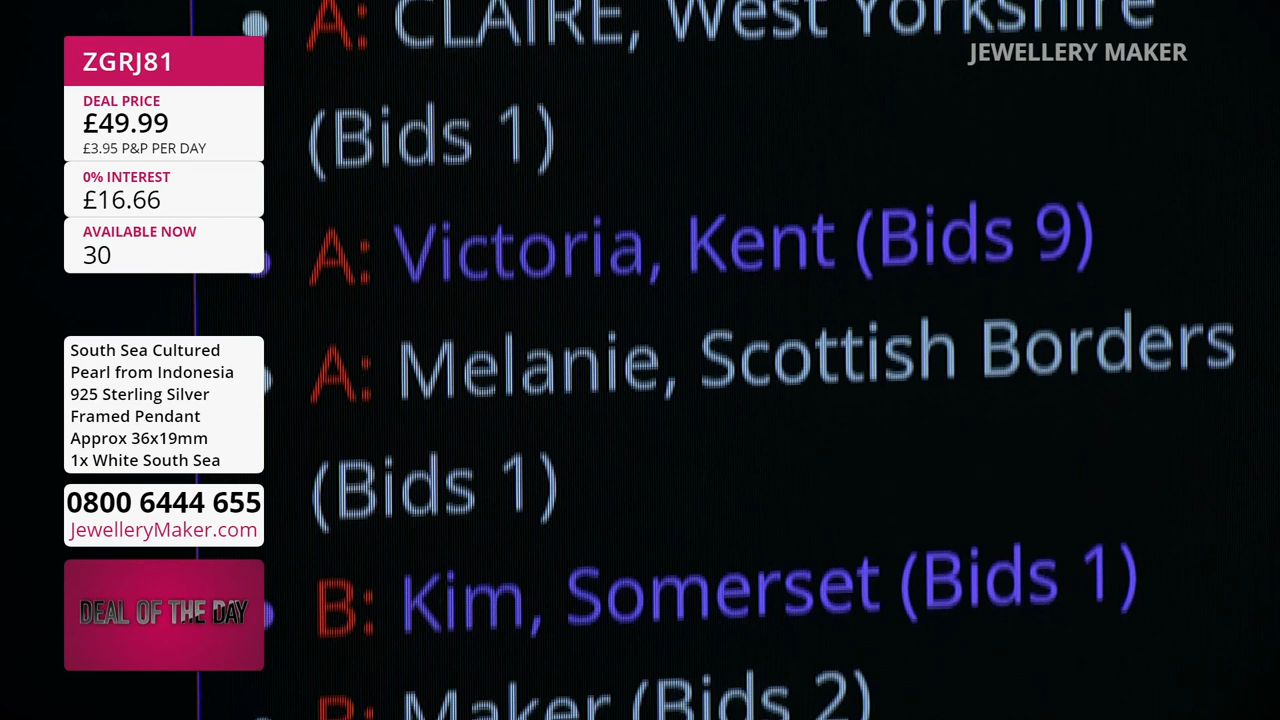 ZGRJ81
DEAL PRICE
£49.99
£3.95 P&P PER DAY
0% INTEREST
£16.66
AVAILABLE NOW
30
South Sea Cultured
Pearl from Indonesia
925 Sterling Silver
Framed Pendant
Approx 36x19mm
1x White South Sea
0800 6444 655
JewelleryMaker.com
DEAL OF THE DAY
JEWELLERY MAKER
A: CLAIRE, West Yorkshire
(Bids 1)
A: Victoria, Kent (Bids 9)
A: Melanie, Scottish Borders
(Bids 1)
B: Kim, Somerset (Bids 1)
B: Maker (Bids 2)